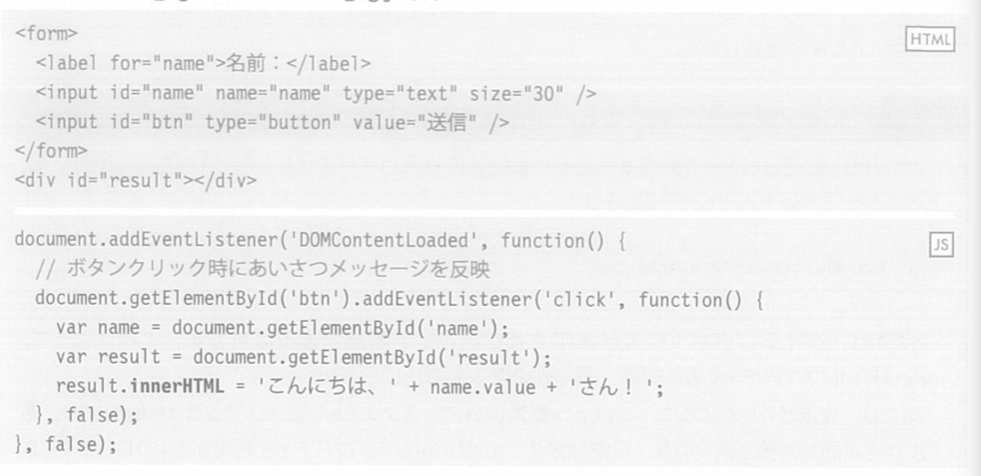 <form>
HTML
<label for="name">名前：</label>
<input id="name" name="name" type="text" size="30" />
<input id="btn" type="button" value="送信" />
</form>
<div id="result"></div>
document.addEventListener('DOMContentLoaded', function() {
JS
// ボタンクリック時にあいさつメッセージを反映
document.getElementById('btn').addEventListener('click', function() {
var name = document.getElementById('name');
var result = document.getElementById('result');
result.innerHTML = 'こんにちは、' + name.value + 'さん！';
}, false);
}, false);